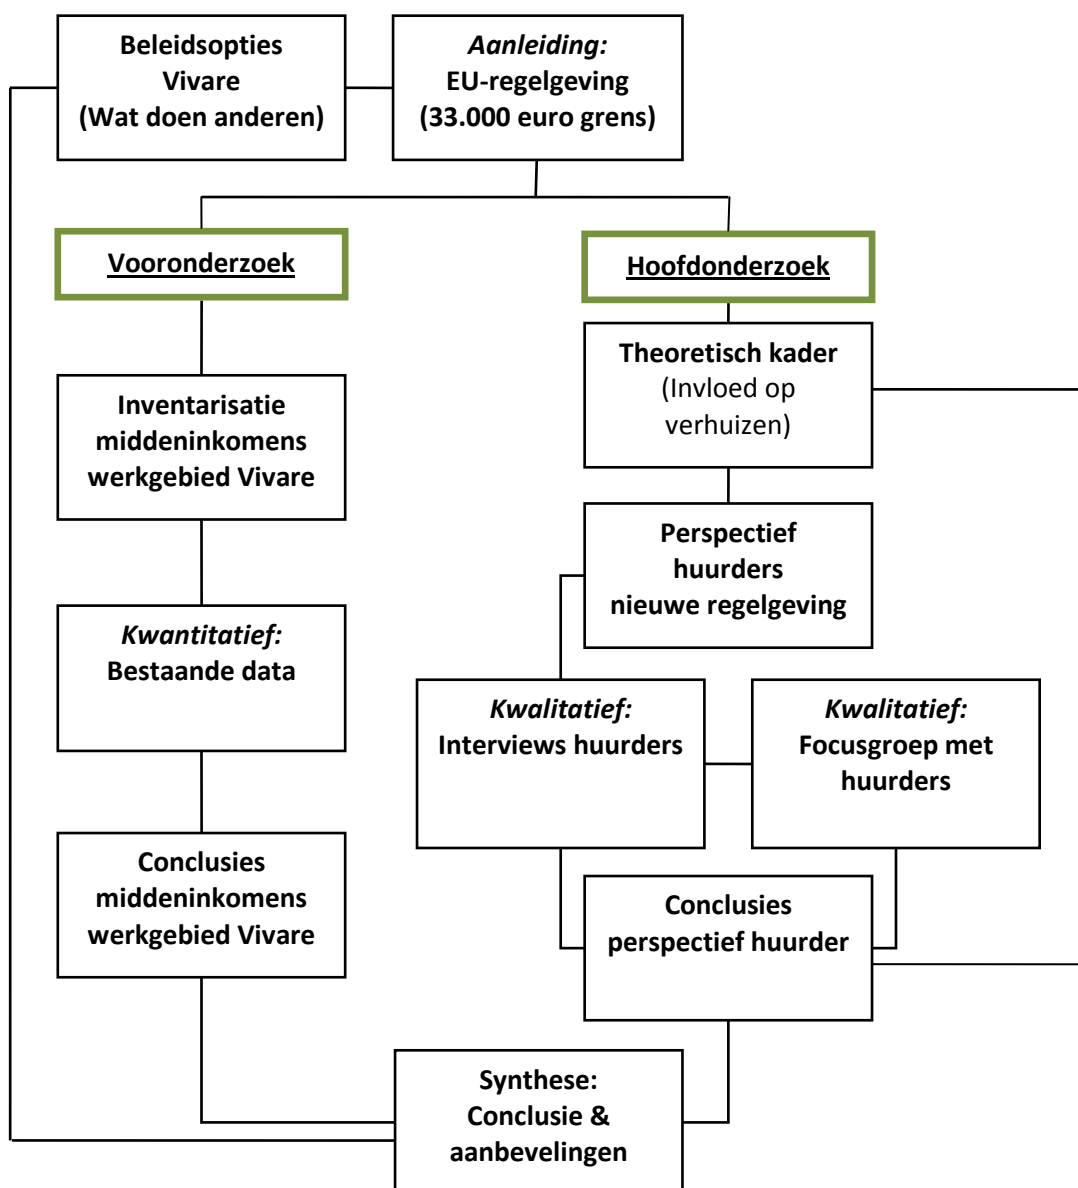 Beleidsopties
Vivare
(Wat doen anderen)
Aanleiding:
EU-regelgeving
(33.000 euro grens)
Vooronderzoek
Hoofdonderzoek
Theoretisch kader
(Invloed op
verhuizen)
Inventarisatie
middeninkomens
werkgebied Vivare
Perspectief
huurders
nieuwe regelgeving
Kwantitatief:
Bestaande data
Kwalitatief:
Interviews huurders
Kwalitatief:
Focusgroep met
huurders
Conclusies
middeninkomens
werkgebied Vivare
Conclusies
perspectief huurder
Synthese:
Conclusie &
aanbevelingen